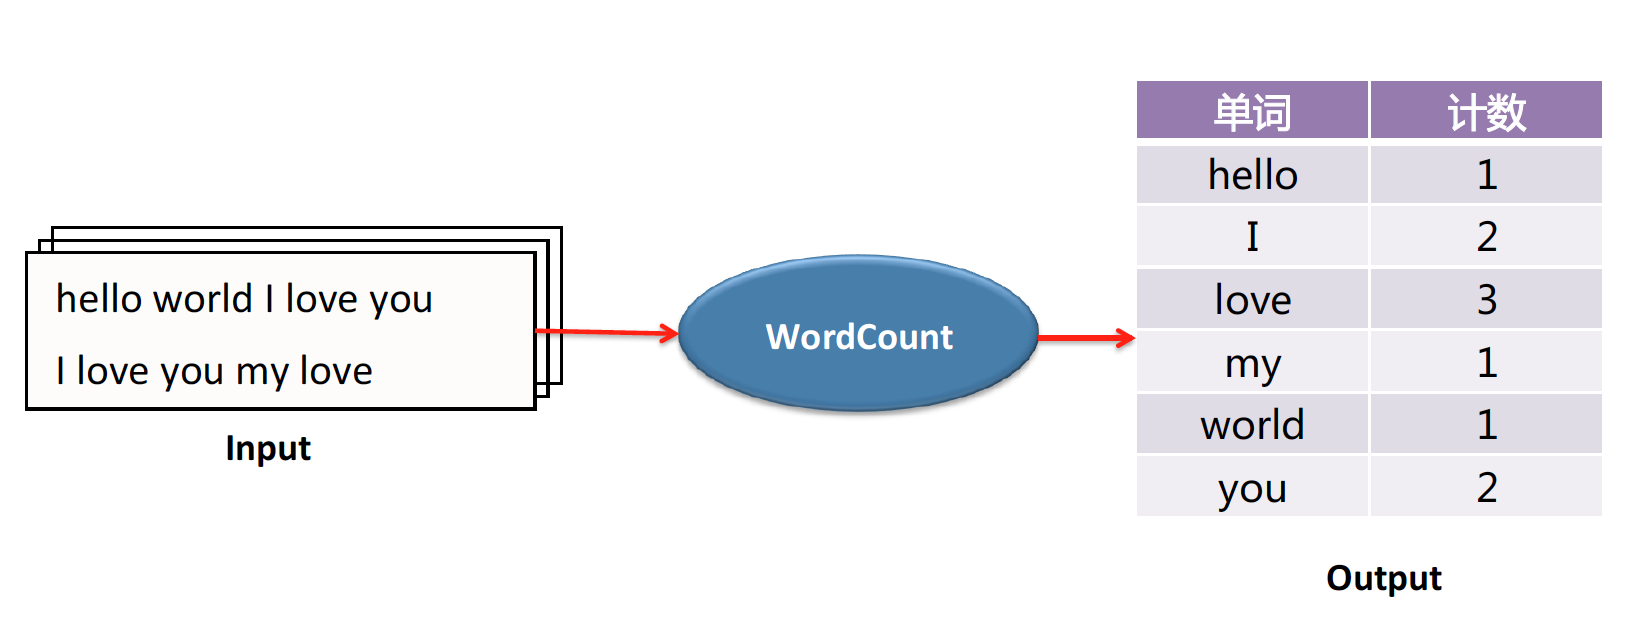 hello world I love you
I love you my love
Input
WordCount
单词 计数
hello 1
I 2
love 3
my 1
world 1
you 2
Output